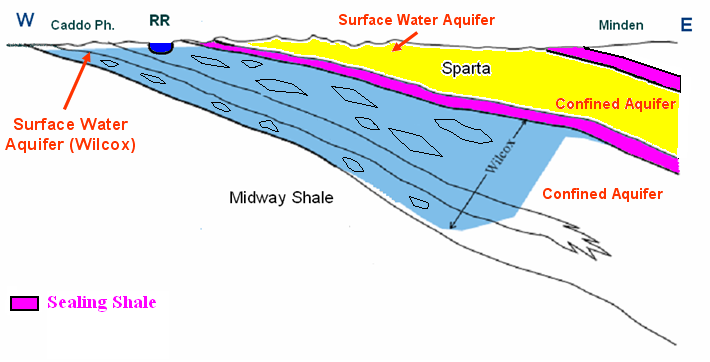 W
Caddo Ph.
RR
Surface Water Aquifer
Minden
E
Sparta
Confined Aquifer
Surface Water
Aquifer (Wilcox)
Wilcox
Midway Shale
Confined Aquifer
Sealing Shale